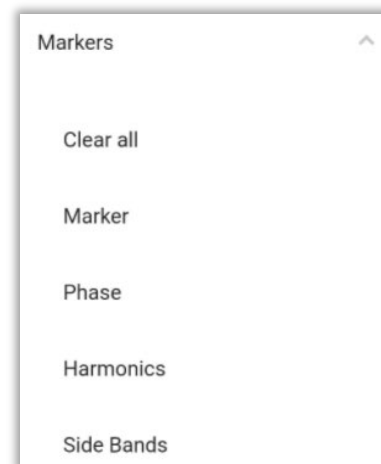 Markers
Clear all
Marker
Phase
Harmonics
Side Bands